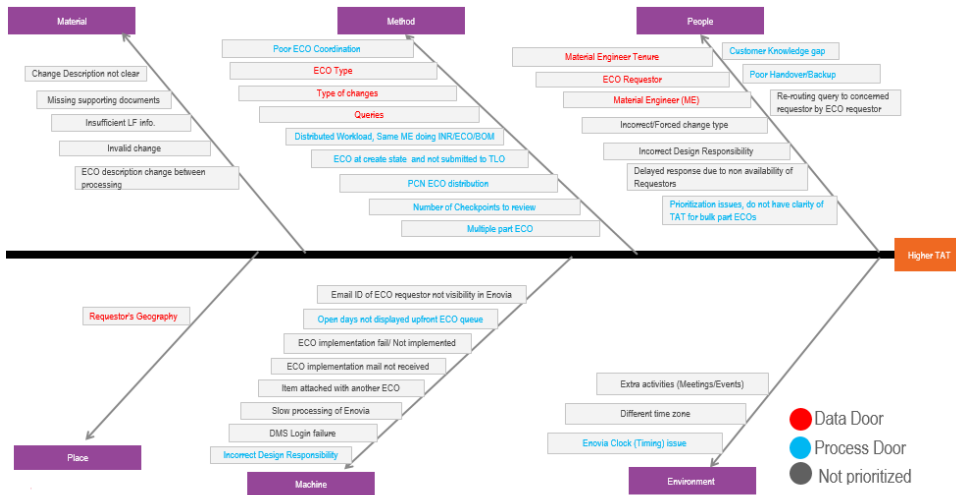 Material
Change Description not clear
Missing supporting documents
Insufficient LF info.
Invalid change
ECO description change between
processing
Method
Poor ECO Coordination
ECO Type
Type of changes
Queries
Distributed Workload, Same ME doing INR/ECO/BOM
ECO at create state and not submitted to TLO
PCN ECO distribution
Number of Checkpoints to review
Multiple part ECO
People
Material Engineer Tenure
ECO Requestor
Material Engineer (ME)
Incorrect/Forced change type
Incorrect Design Responsibility
Delayed response due to non availability of
Requestors
Prioritization issues, do not have clarity of
TAT for bulk part ECOs
Customer Knowledge gap
Poor Handover/Backup
Re-routing query to concerned
requestor by ECO requestor
Higher TAT
Requestor's Geography
Place
Email ID of ECO requestor not visibility in Enovia
Open days not displayed upfront ECO queue
ECO implementation fail/ Not implemented
ECO implementation mail not received
Item attached with another ECO
Slow processing of Enovia
DMS Login failure
Incorrect Design Responsibility
Machine
Extra activities (Meetings/Events)
Different time zone
Enovia Clock (Timing) issue
Environment
Data Door
Process Door
Not prioritized